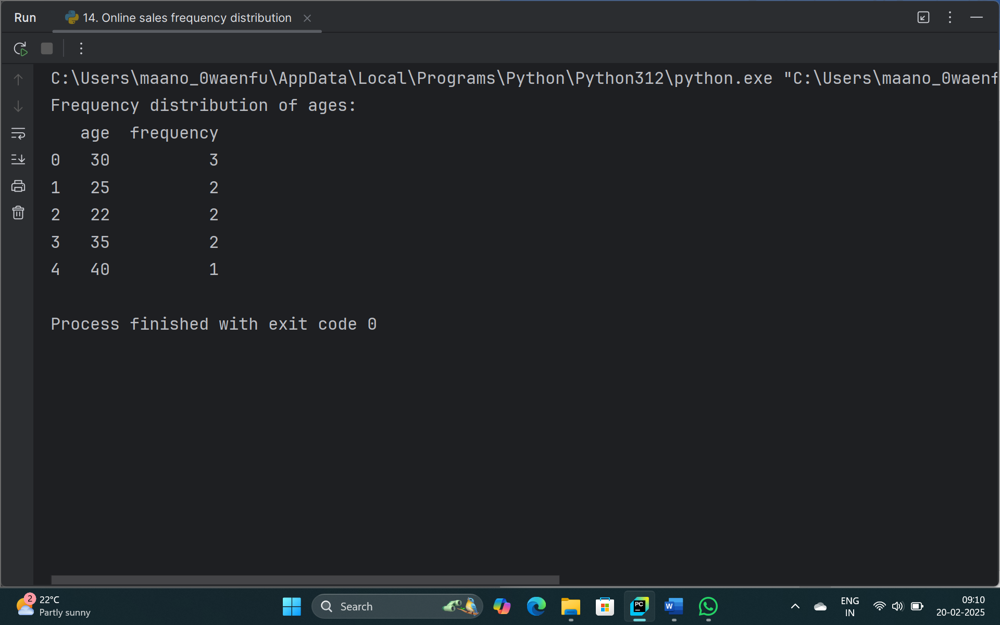 Run 14. Online sales frequency distribution
C:\Users\maano_0waenfu\AppData\Local\Programs\Python\Python312\python.exe "C:\Users\maano_0waenf
Frequency distribution of ages:
age frequency
0 30 3
1 25 2
2 22 2
3 35 2
4 40 1
Process finished with exit code 0
2 22°C
Partly sunny
Search
PC
W
ENG
IN
09:10
20-02-2025